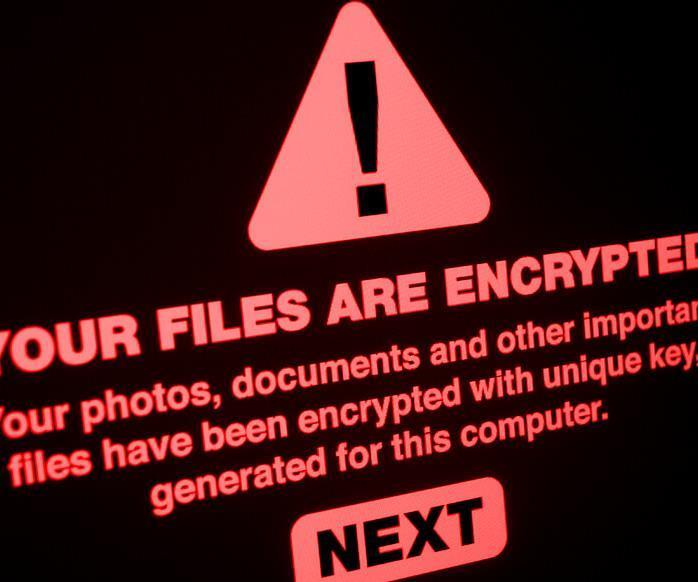 !
YOUR FILES ARE ENCRYPTED
Your photos, documents and other importan
files have been encrypted with unique key,
generated for this computer.
NEXT